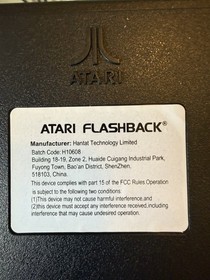 ATARI
ATARI FLASHBACK®
Manufacturer: Hantat Technology Limited
Batch Code: H10608
Building 18-19, Zone 2, Huaide Cuigang Industrial Park,
Fuyong Town, Bao'an District, ShenZhen,
518103, China.
This device complies with part 15 of the FCC Rules Operation
is subject to the following two conditions
(1)This device may not cause harmful interference,and
(2)this device must accept any interference received,including
interference that may cause undesired operation.